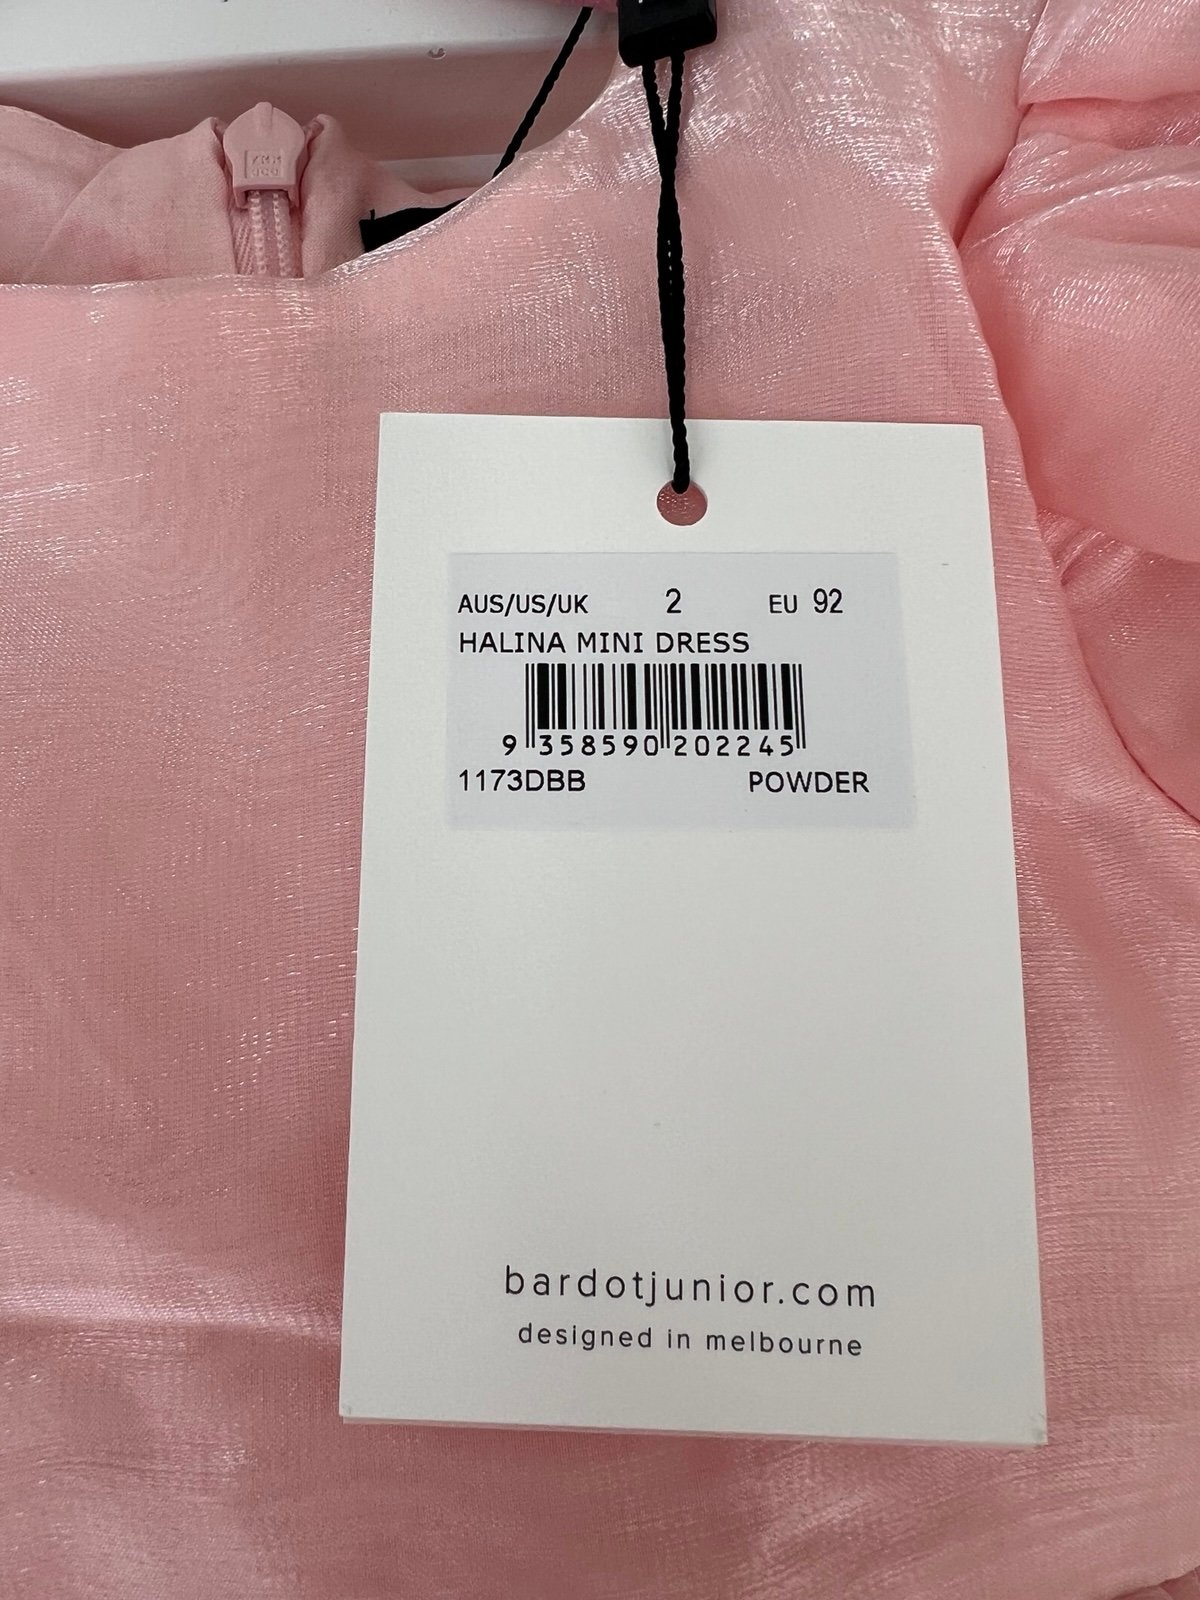 AUS/US/UK 2 EU 92
HALINA MINI DRESS
9 358590 202245
1173DBB POWDER
bardotjunior.com
designed in melbourne